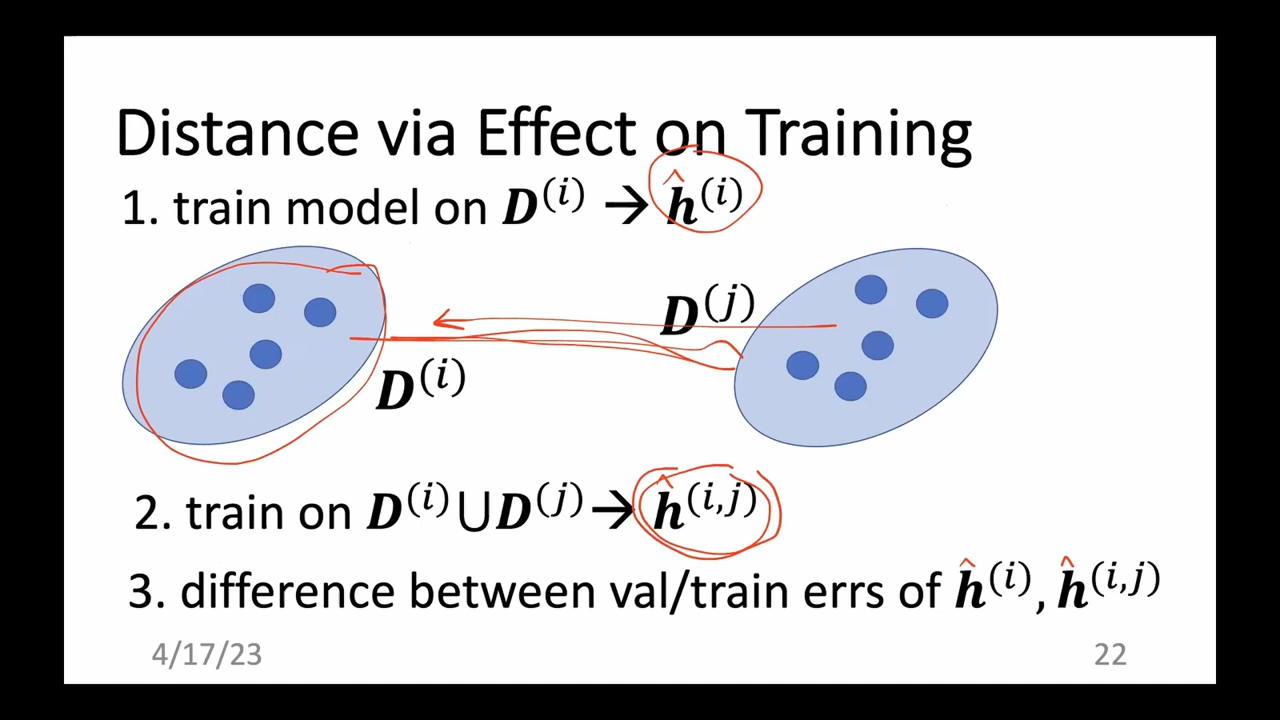 Distance via Effect on Training
1. train model on D^(i) → ĥ^(i)
D^(j)
D^(i)
2. train on D^(i) ∪ D^(j) → ĥ^(i,j)
3. difference between val/train errs of ĥ^(i), ĥ^(i,j)
4/17/23
22